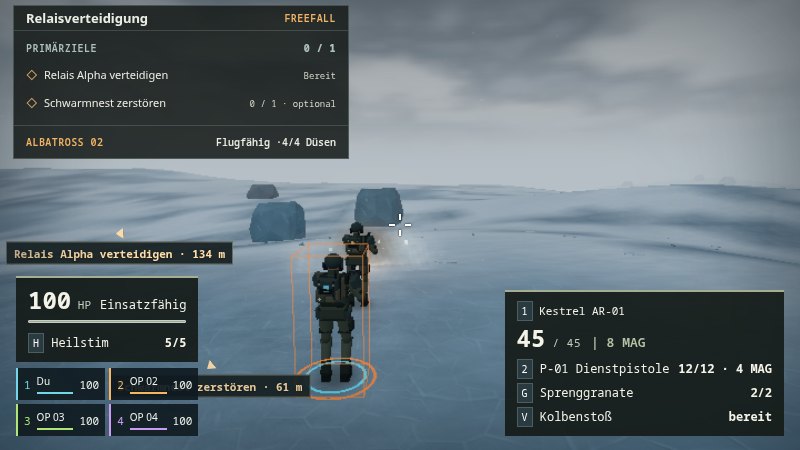 Relaisverteidigung FREEFALL
PRIMÄRZIELE 0 / 1
Relais Alpha verteidigen Bereit
Schwarmnest zerstören 0 / 1 · optional
ALBATROSS 02 Flugfähig ·4/4 Düsen
Relais Alpha verteidigen · 134 m
100 HP Einsatzfähig
H Heilstim 5/5
1 Du 100
2 OP 02 100
zerstören · 61 m
3 OP 03 100
4 OP 04 100
1 Kestrel AR-01
45 / 45 | 8 MAG
2 P-01 Dienstpistole 12/12 · 4 MAG
G Sprenggranate 2/2
V Kolbenstoß bereit